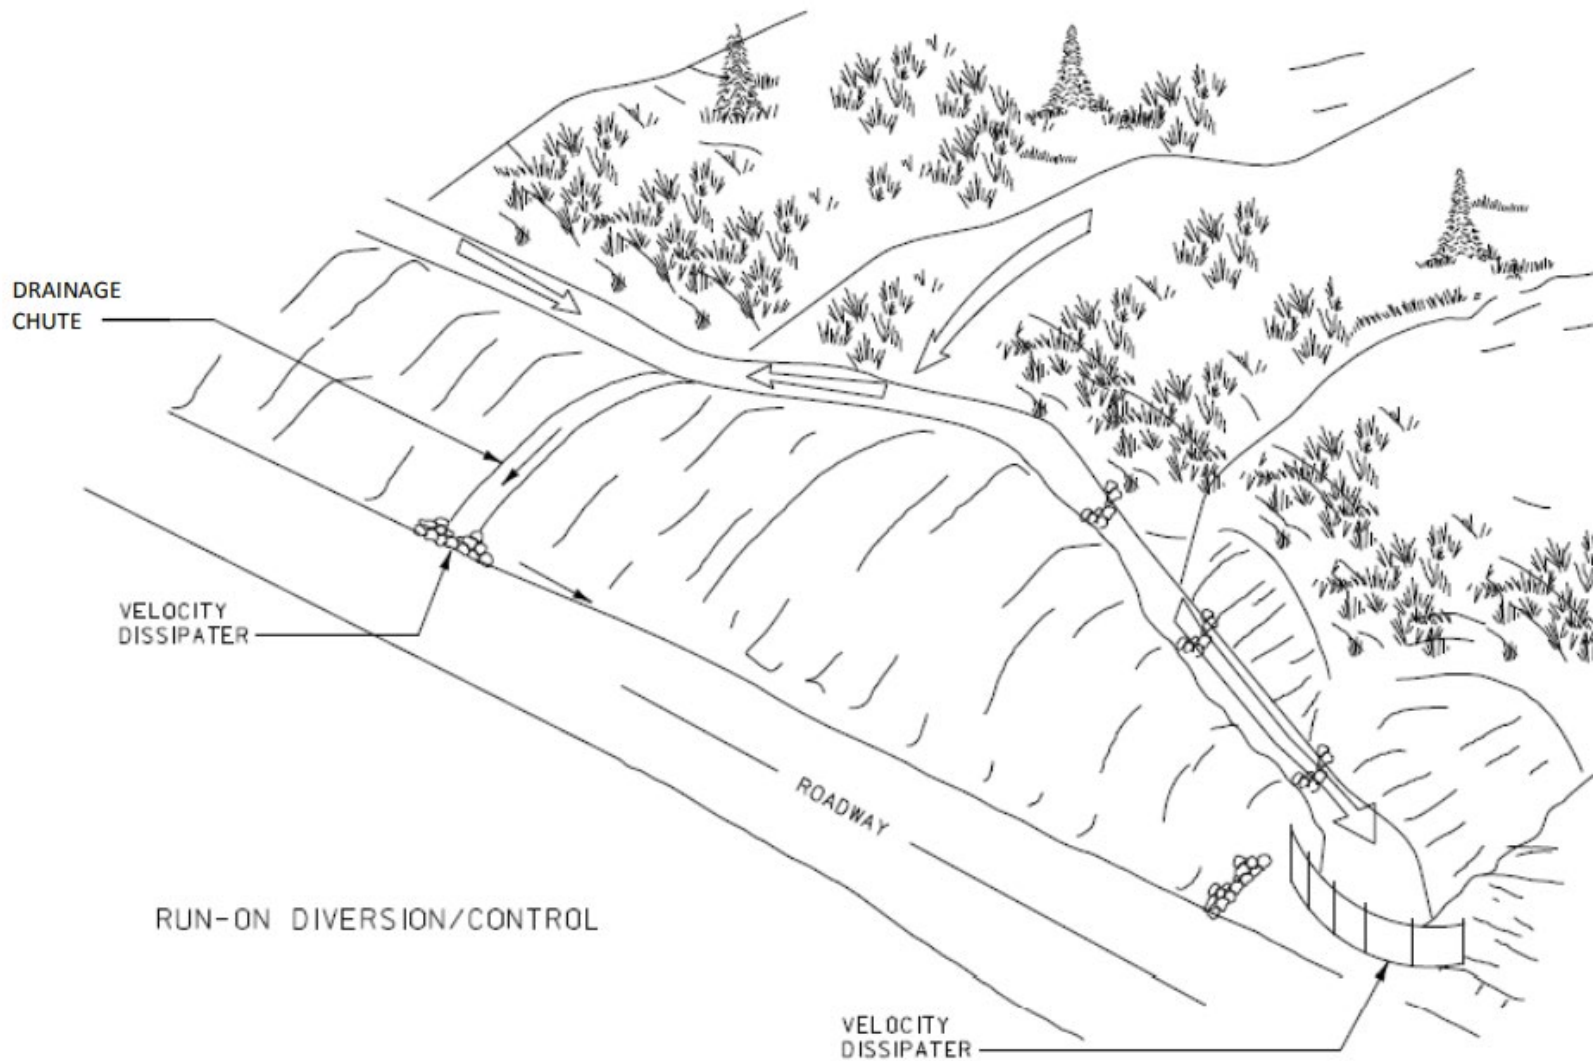 DRAINAGE
CHUTE
VELOCITY
DISSIPATER
ROADWAY
RUN-ON DIVERSION/CONTROL
VELOCITY
DISSIPATER